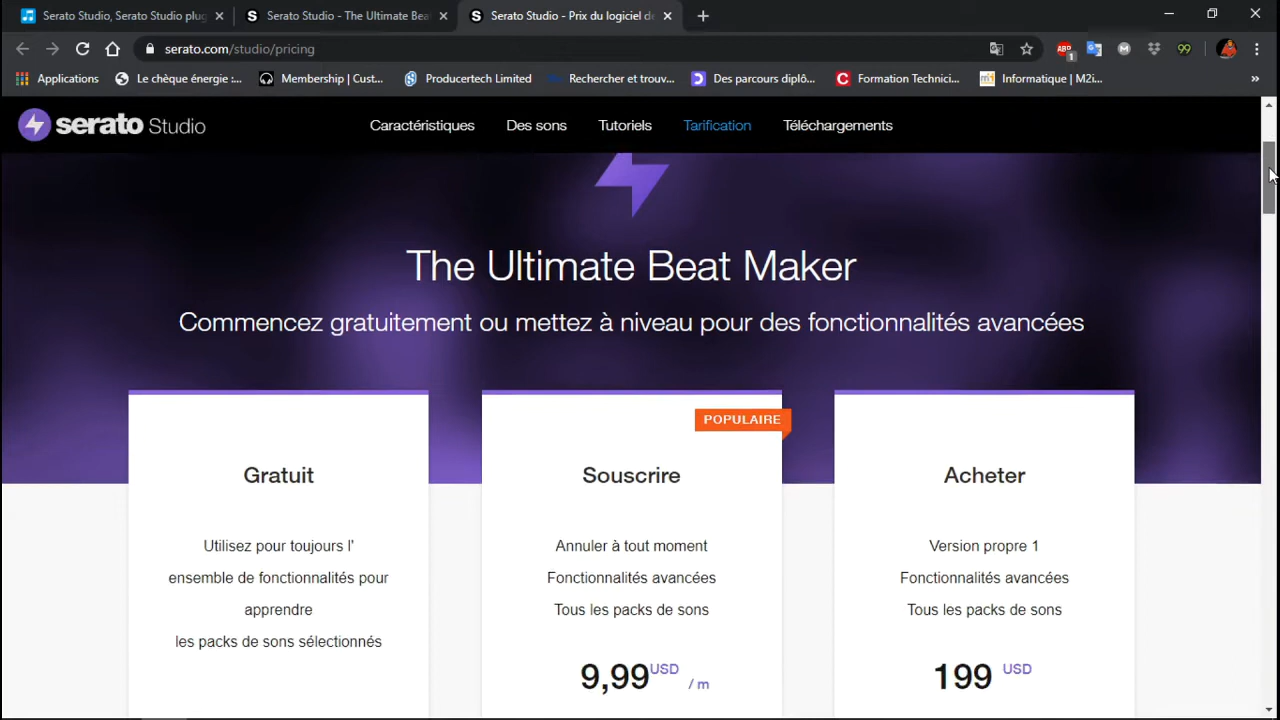 Serato Studio, Serato Studio plug
Serato Studio - The Ultimate Bea
Serato Studio - Prix du logiciel de
serato.com/studio/pricing
ABP
1
M
99
Applications
Le chèque énergie :...
Membership | Cust...
Producertech Limited
Rechercher et trouv...
Des parcours diplô...
Formation Technici...
Informatique | M2i...
»
serato Studio
Caractéristiques
Des sons
Tutoriels
Tarification
Téléchargements
The Ultimate Beat Maker
Commencez gratuitement ou mettez à niveau pour des fonctionnalités avancées
Gratuit
Utilisez pour toujours l'
ensemble de fonctionnalités pour
apprendre
les packs de sons sélectionnés
POPULAIRE
Souscrire
Annuler à tout moment
Fonctionnalités avancées
Tous les packs de sons
9,99 USD / m
Acheter
Version propre 1
Fonctionnalités avancées
Tous les packs de sons
199 USD